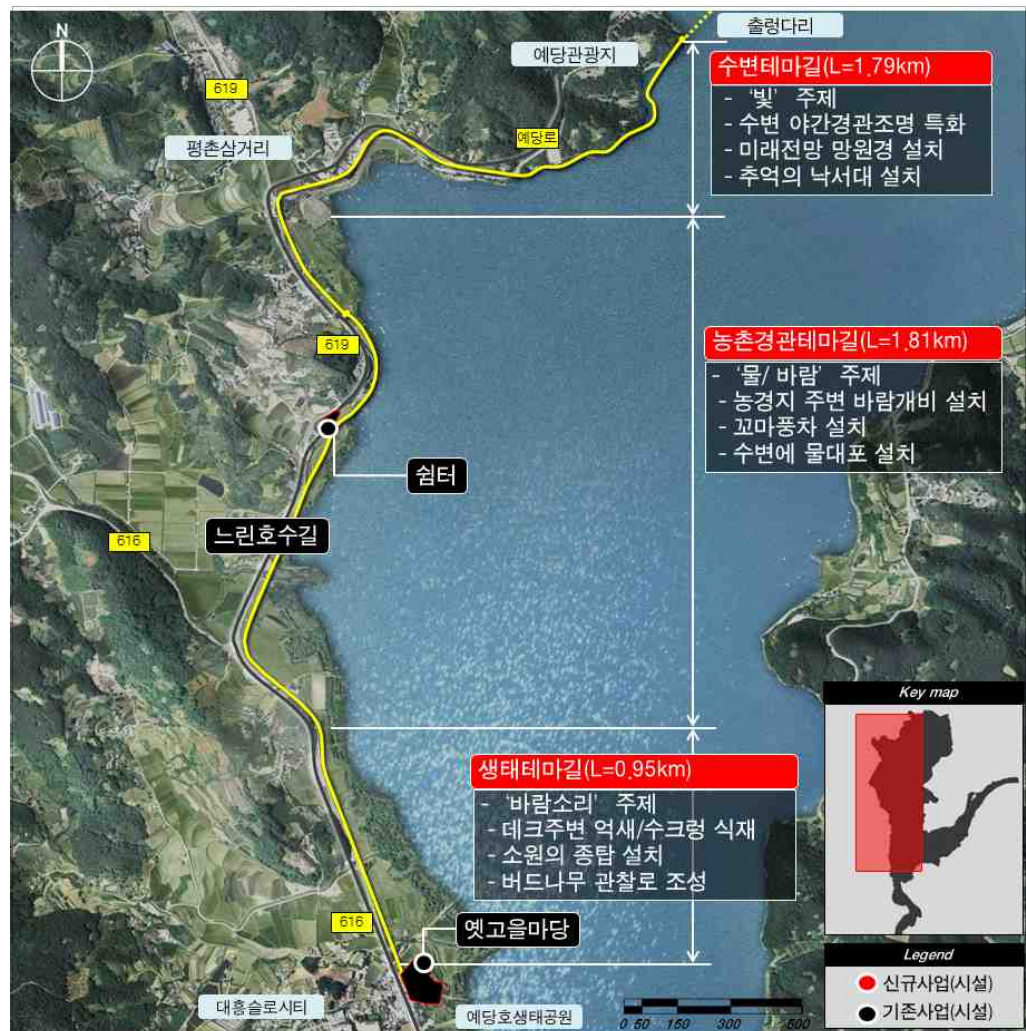 N
출렁다리
예당관광지
619
평촌삼거리
예당로
수변테마길(L=1.79km)
- '빛' 주제
- 수변 야간경관조명 특화
- 미래전망 망원경 설치
- 추억의 낙서대 설치
619
농촌경관테마길(L=1.81km)
- '물/ 바람' 주제
- 농경지 주변 바람개비 설치
- 꼬마풍차 설치
- 수변에 물대포 설치
쉼터
느린호수길
616
생태테마길(L=0.95km)
- '바람소리' 주제
- 데크주변 억새/수크렁 식재
- 소원의 종탑 설치
- 버드나무 관찰로 조성
Key map
616
옛고을마당
대흥슬로시티
예당호생태공원
0 50 150 300 500
Legend
신규사업(시설)
기존사업(시설)